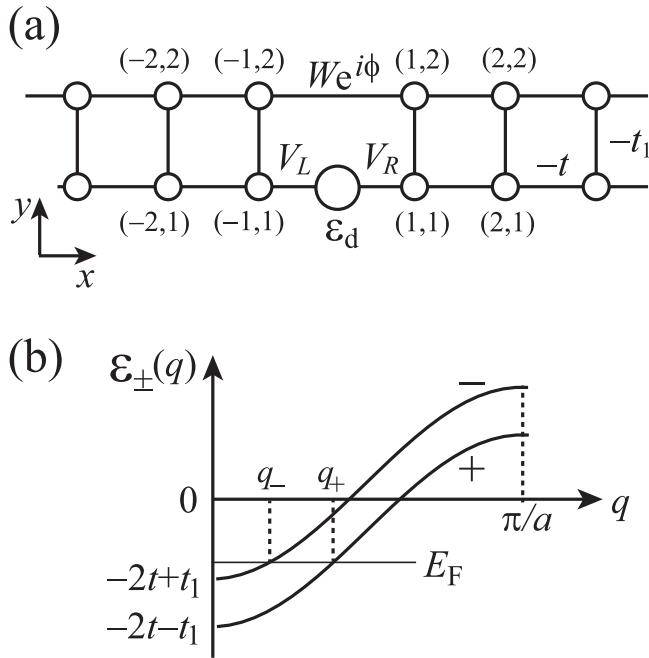 (a)
(−2,2) (−1,2) We^{iϕ} (1,2) (2,2)
V_L V_R −t −t_1
y (−2,1) (−1,1) ε_d (1,1) (2,1)
x
(b)
ε_±(q)
−
+
q_− q_+
0 π/a q
−2t+t_1 E_F
−2t−t_1